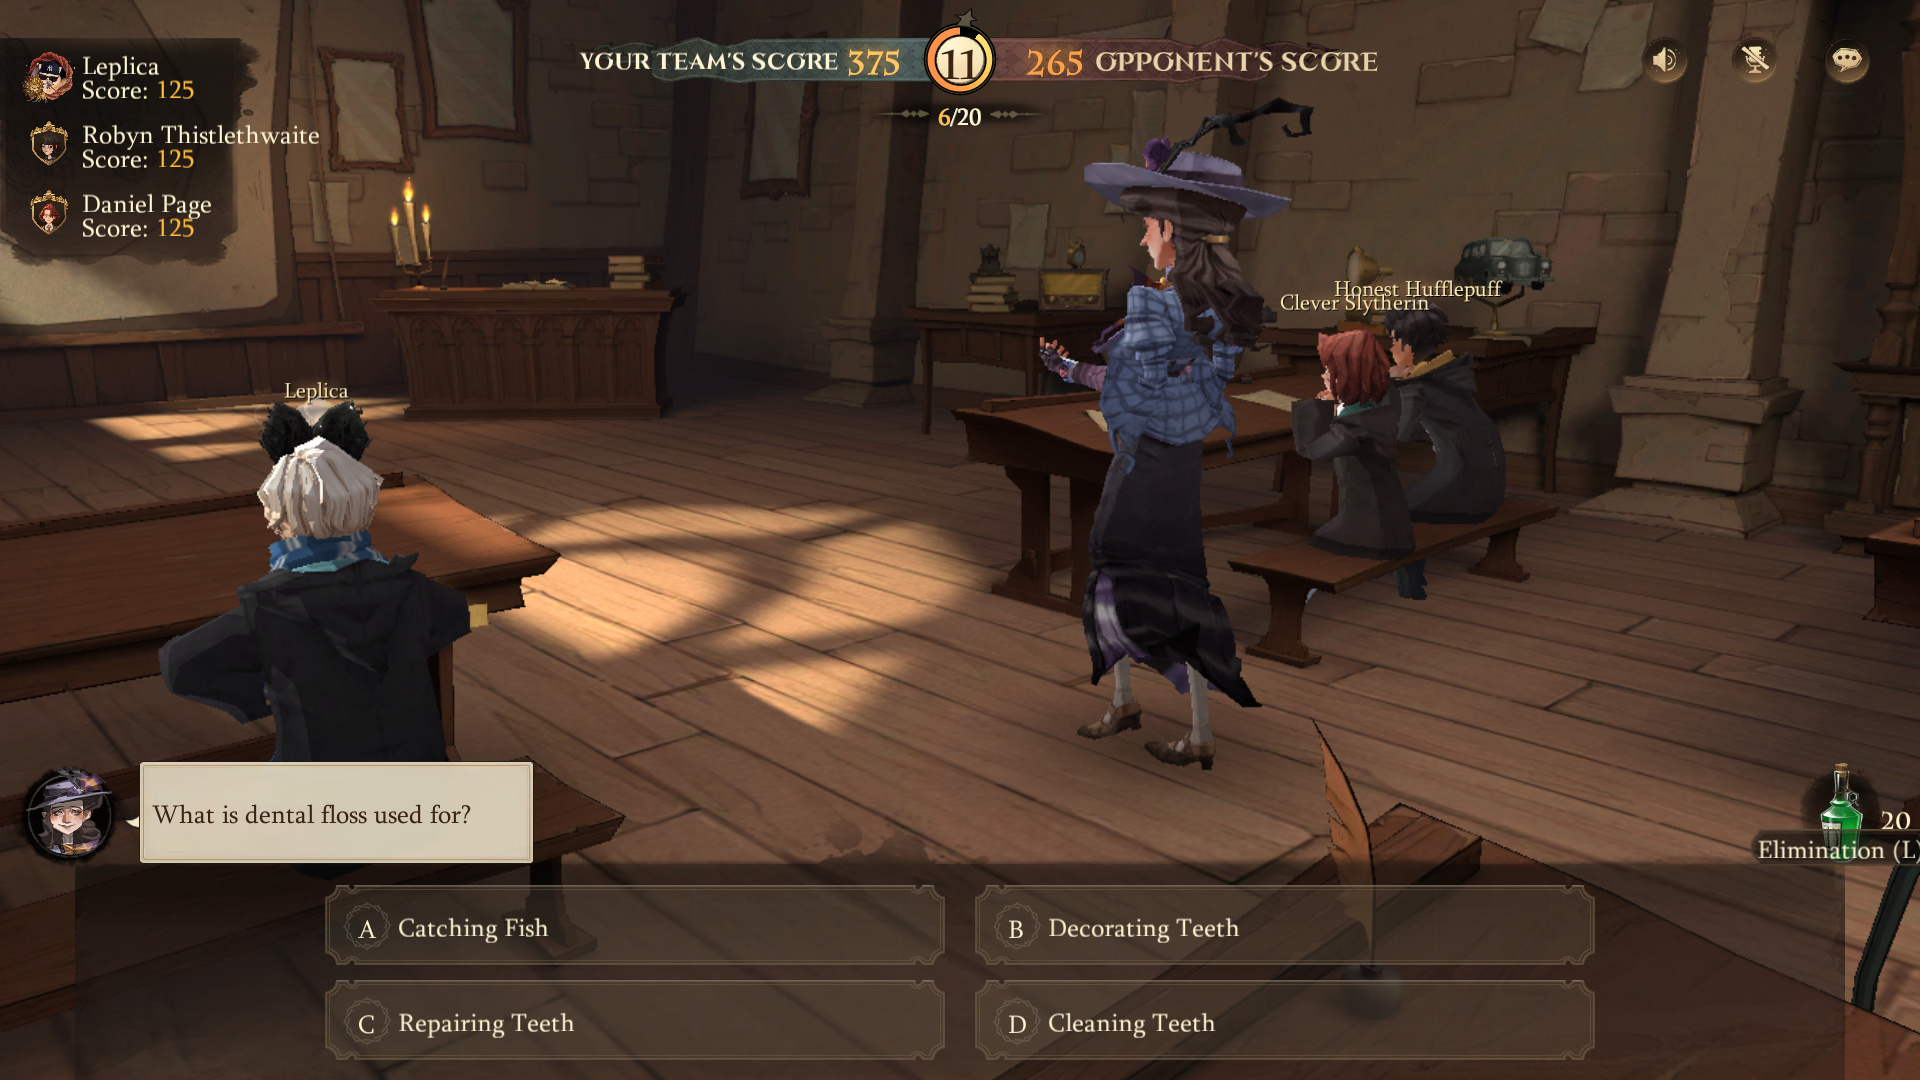 Leplica
Score: 125
Robyn Thistlethwaite
Score: 125
Daniel Page
Score: 125
YOUR TEAM'S SCORE 375 11 265 OPPONENT'S SCORE
6/20
Honest Hufflepuff
Clever Slytherin
Leplica
What is dental floss used for?
20
Elimination (L)
A Catching Fish
B Decorating Teeth
C Repairing Teeth
D Cleaning Teeth